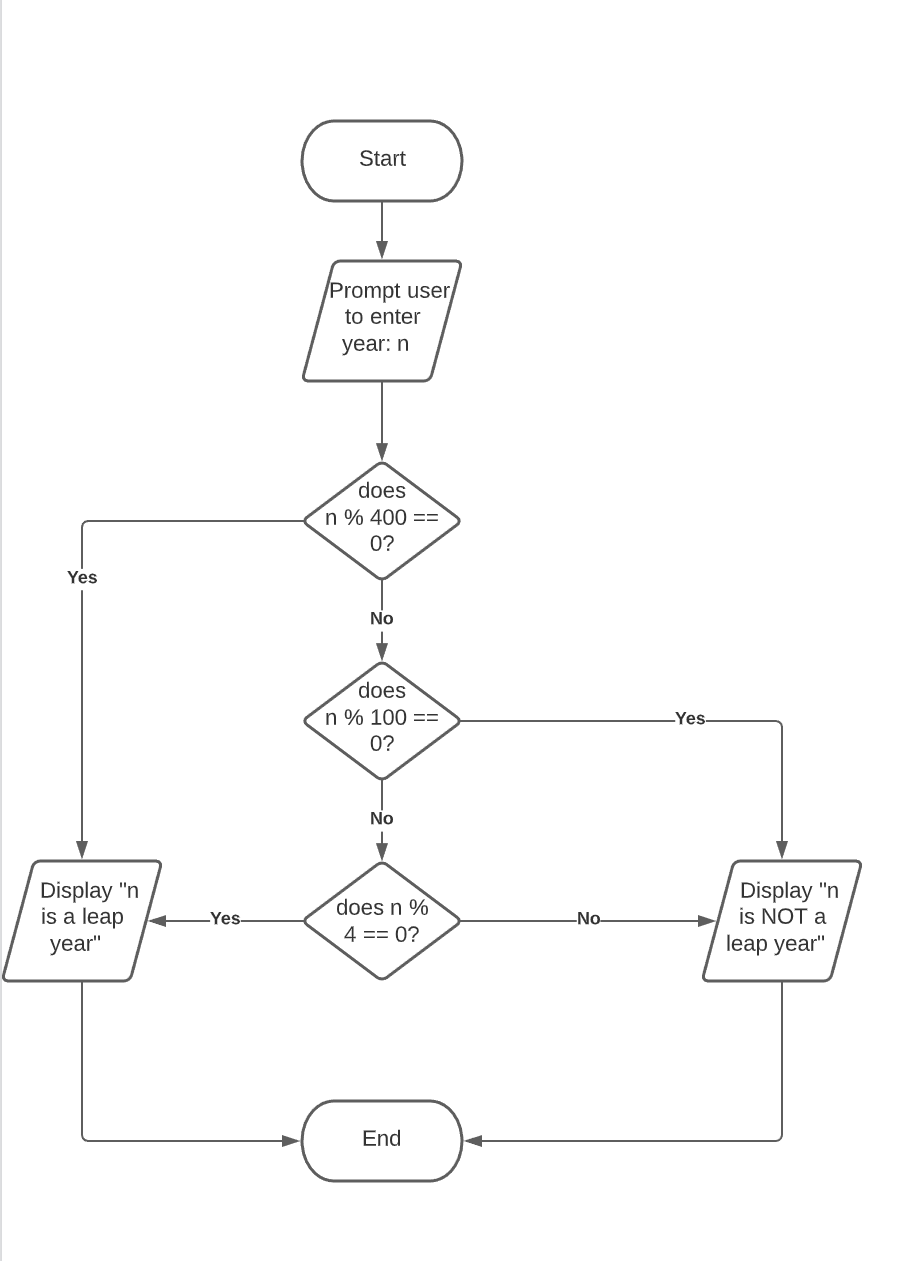 Start
Prompt user
to enter
year: n
does
n % 400 ==
0?
Yes
No
does
n % 100 ==
0?
Yes
No
Display "n
is a leap
year"
Yes
does n %
4 == 0?
No
Display "n
is NOT a
leap year"
End